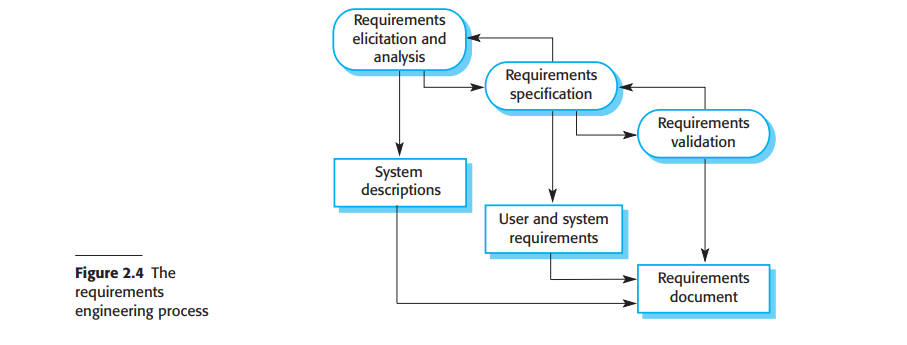 Requirements
elicitation and
analysis
Requirements
specification
Requirements
validation
System
descriptions
User and system
requirements
Requirements
document
Figure 2.4 The
requirements
engineering process